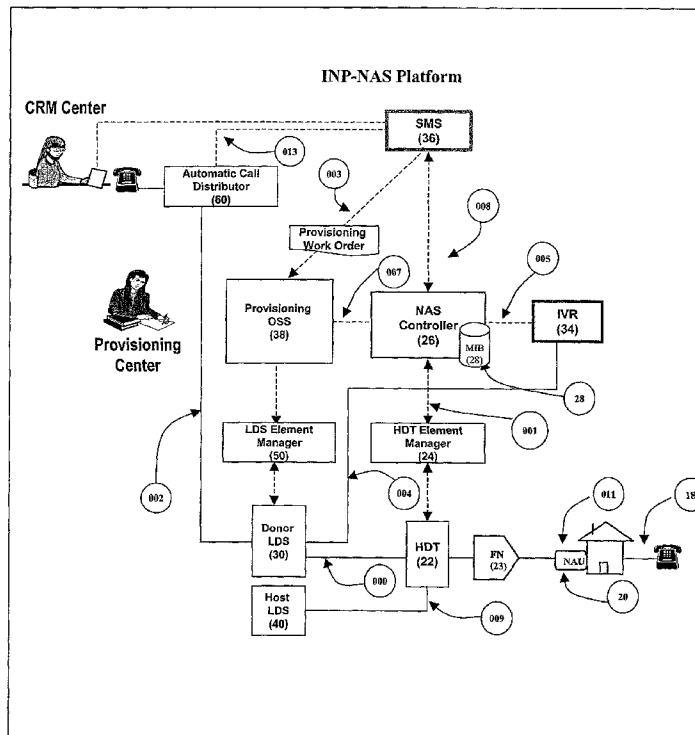 INP-NAS Platform
CRM Center
SMS
(36)
013
Automatic Call
Distributor
(60)
003
008
Provisioning
Work Order
007
005
Provisioning
OSS
(38)
NAS
Controller
(26)
MIB
(28)
IVR
(34)
Provisioning
Center
28
001
LDS Element
Manager
(50)
HDT Element
Manager
(24)
002
004
011
18
Donor
LDS
(30)
HDT
(22)
FN
(23)
NAU
000
20
Host
LDS
(40)
009